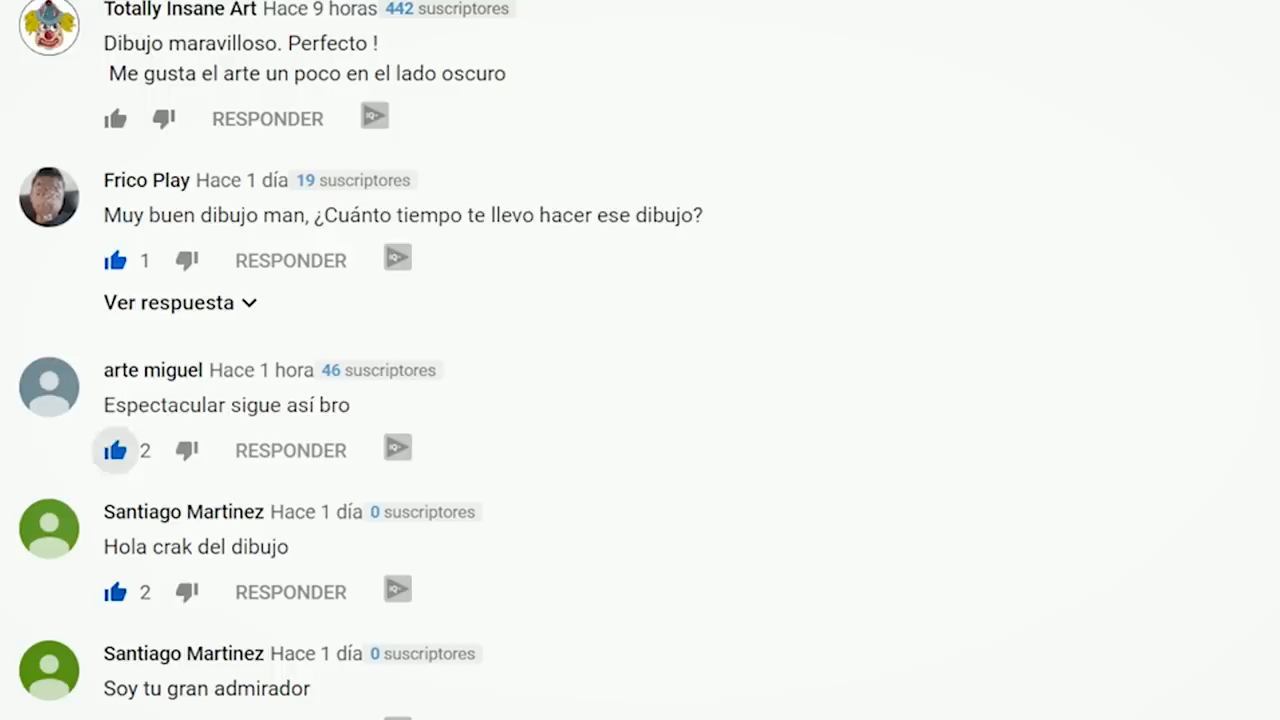 Totally Insane Art Hace 9 horas 442 suscriptores
Dibujo maravilloso. Perfecto !
Me gusta el arte un poco en el lado oscuro
RESPONDER
Frico Play Hace 1 día 19 suscriptores
Muy buen dibujo man, ¿Cuánto tiempo te llevo hacer ese dibujo?
1 RESPONDER
Ver respuesta
arte miguel Hace 1 hora 46 suscriptores
Espectacular sigue así bro
2 RESPONDER
Santiago Martinez Hace 1 día 0 suscriptores
Hola crak del dibujo
2 RESPONDER
Santiago Martinez Hace 1 día 0 suscriptores
Soy tu gran admirador